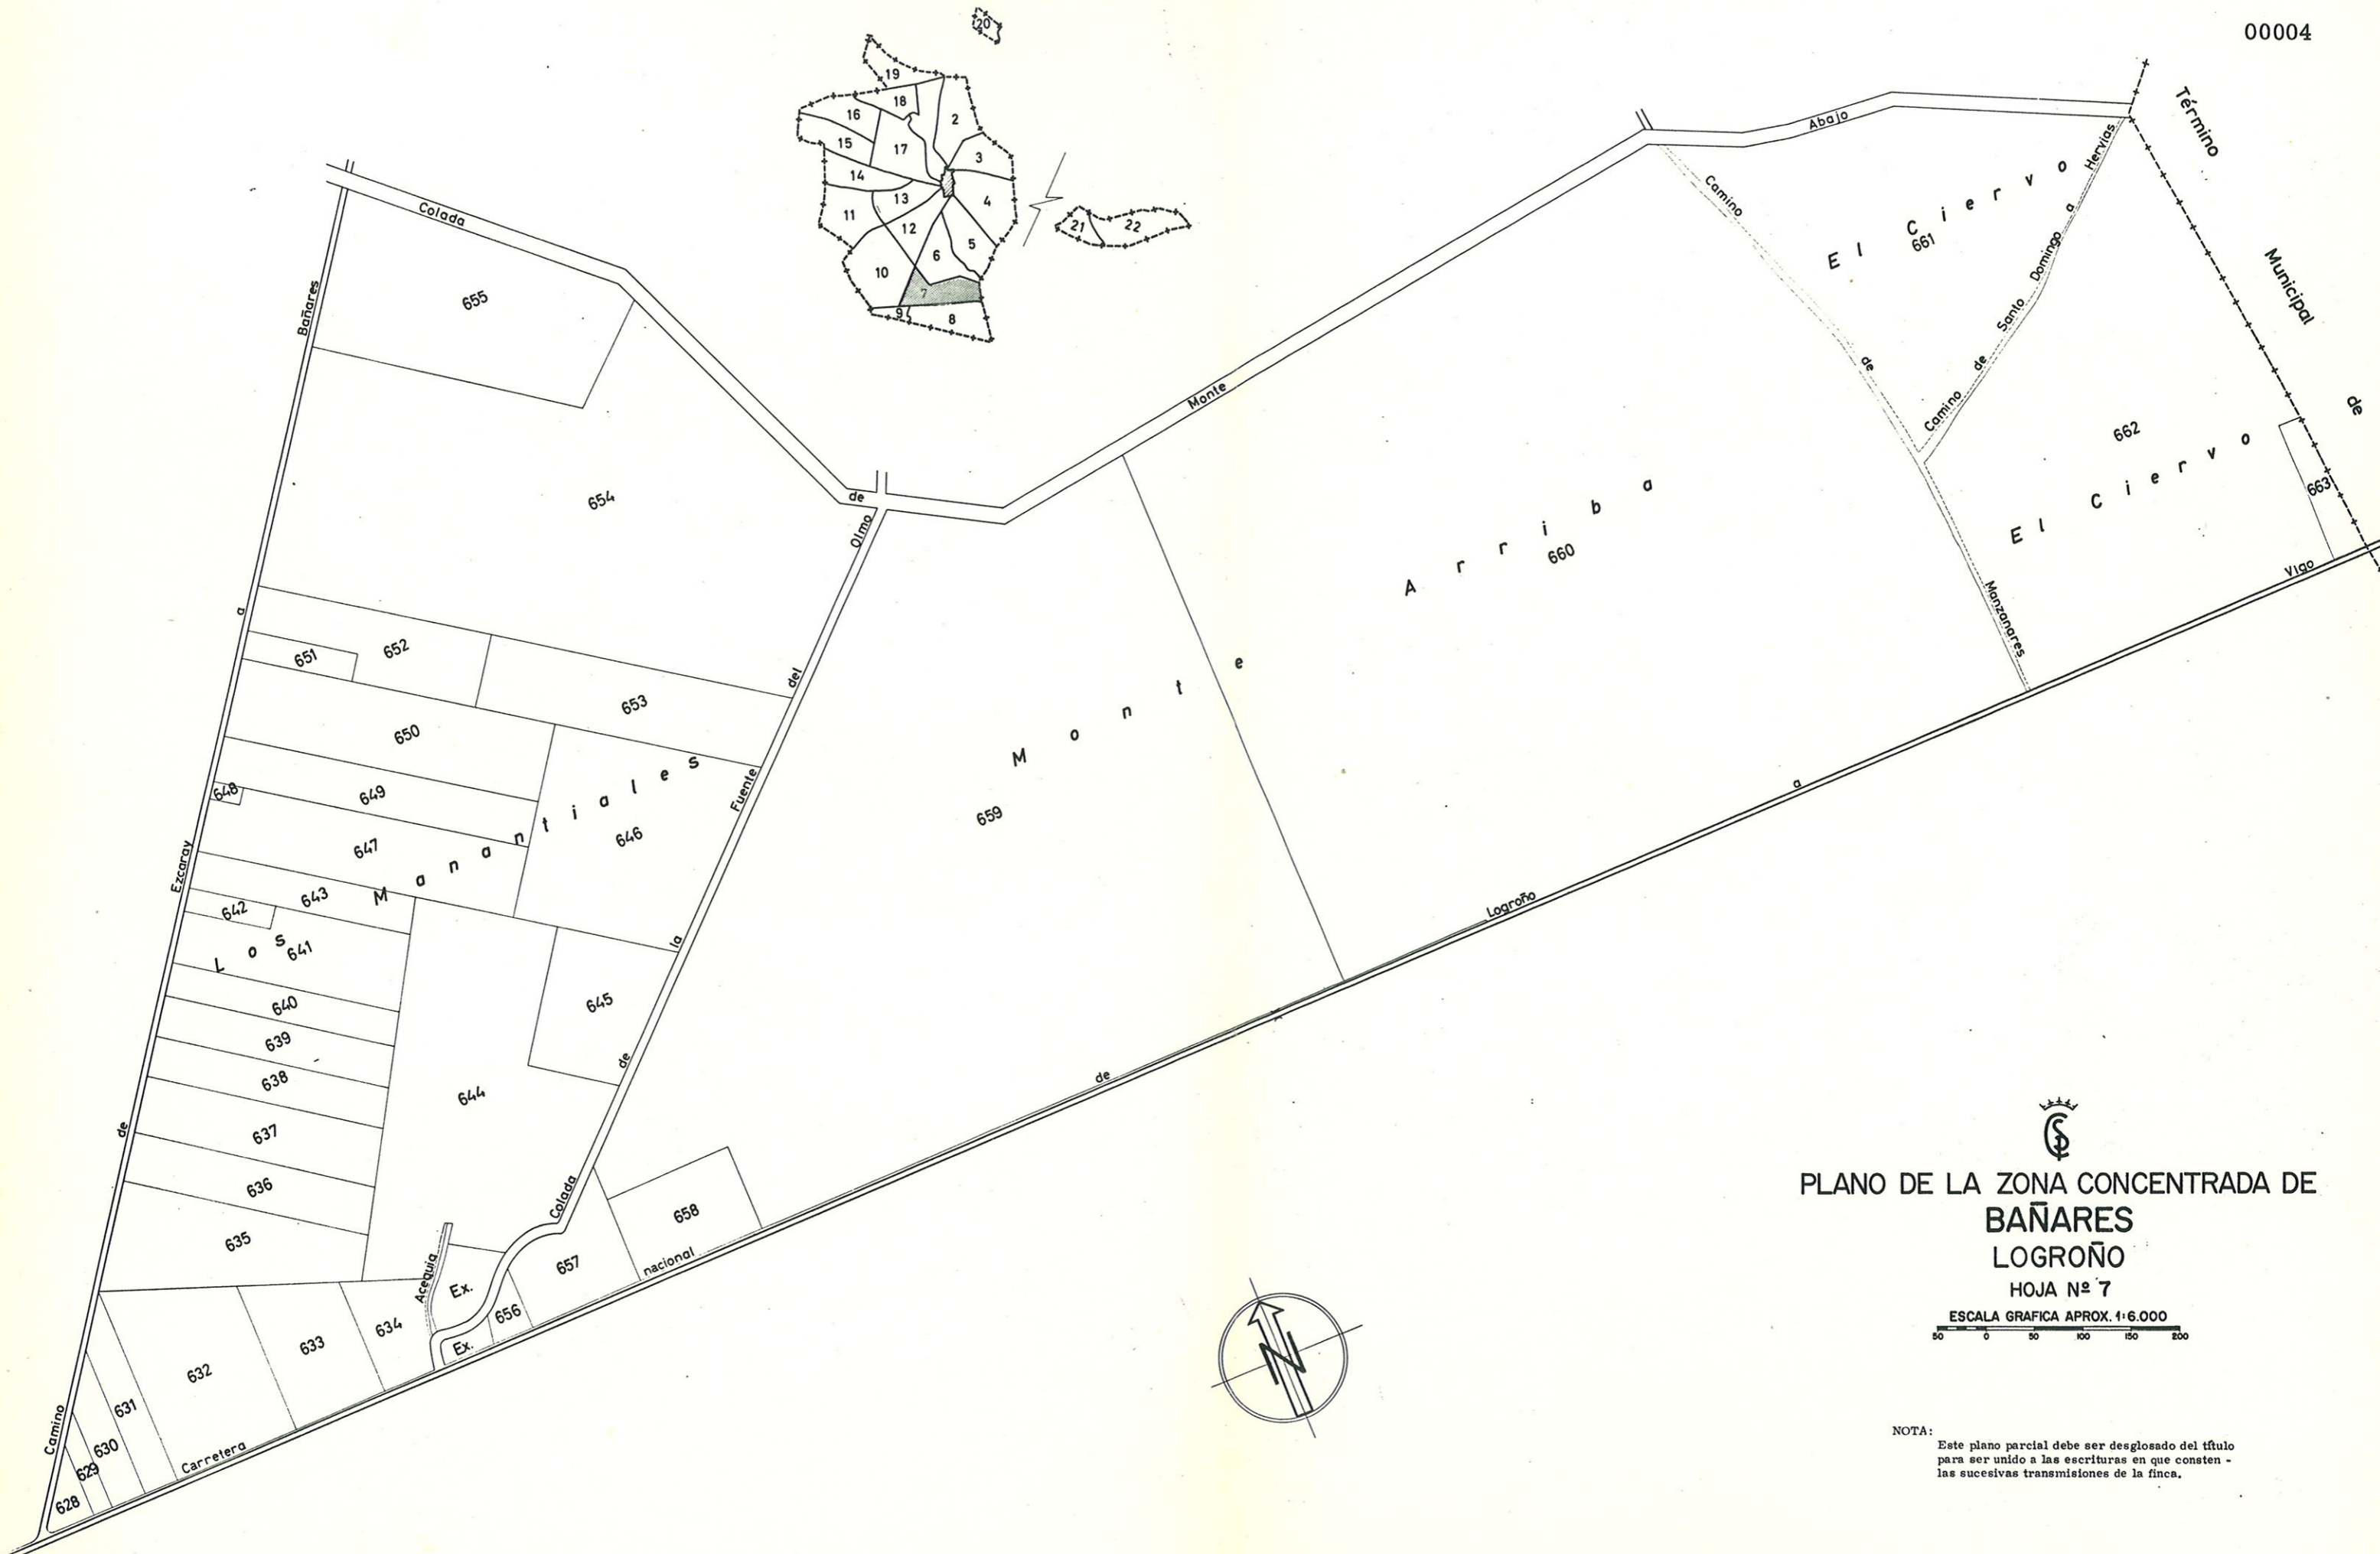 00004
20
19
18
16
2
15
17
3
14
13
4
11
12
21
22
5
6
10
7
9
8
Término Municipal de
Colada de Monte Abajo
Camino de Ezcaray a Bañares
Camino de Manzanares
Camino de Santo Domingo a Hervias
Colada de la Fuente del Olmo
Carretera nacional de Logroño a Vigo
El Ciervo
661
El Ciervo
662
663
Monte Arriba
660
659
655
654
652
651
653
650
649
648
647
646
Los Manantiales
643
642
641
640
645
639
638
644
637
636
635
658
657
656
Acequia
Ex.
Ex.
634
633
632
631
630
629
628
N
PLANO DE LA ZONA CONCENTRADA DE
BAÑARES
LOGROÑO
HOJA Nº 7
ESCALA GRAFICA APROX. 1:6.000
50 0 50 100 150 200
NOTA:
Este plano parcial debe ser desglosado del título
para ser unido a las escrituras en que consten -
las sucesivas transmisiones de la finca.